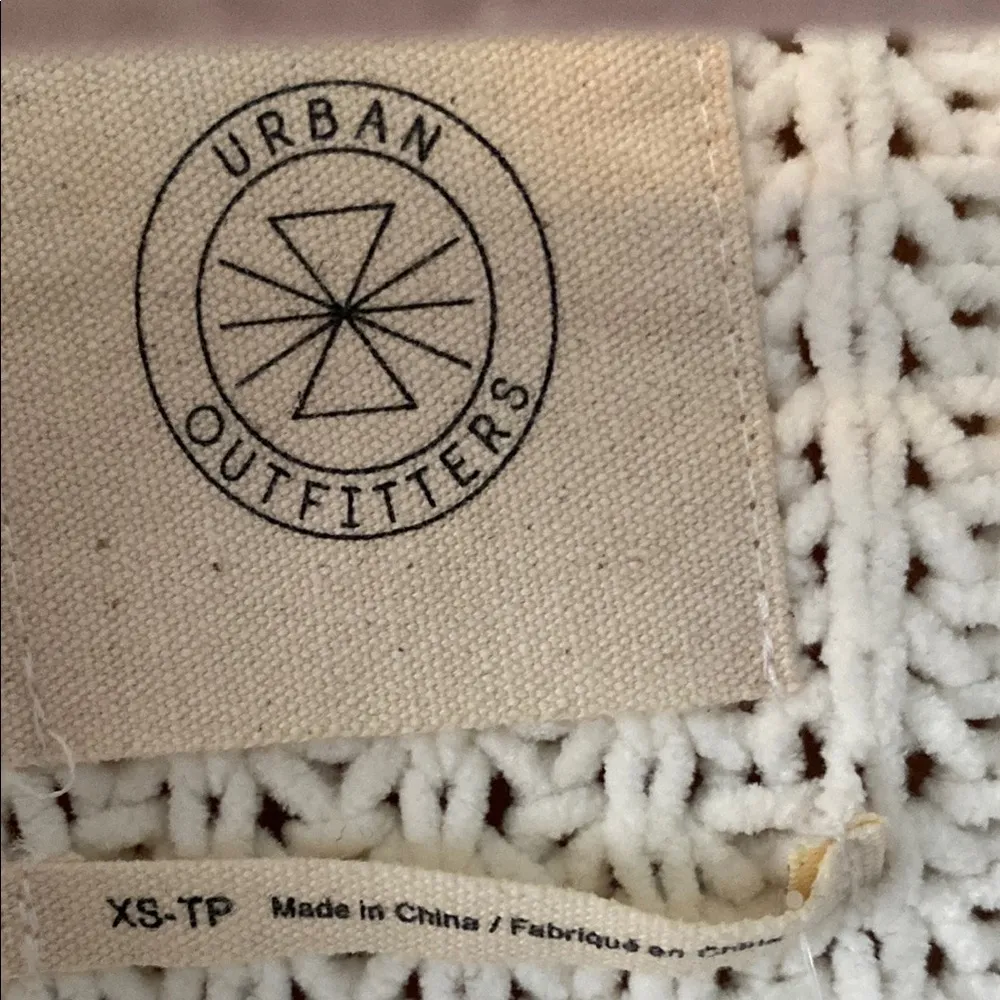 URBAN
OUTFITTERS
XS-TP Made in China / Fabriqué en